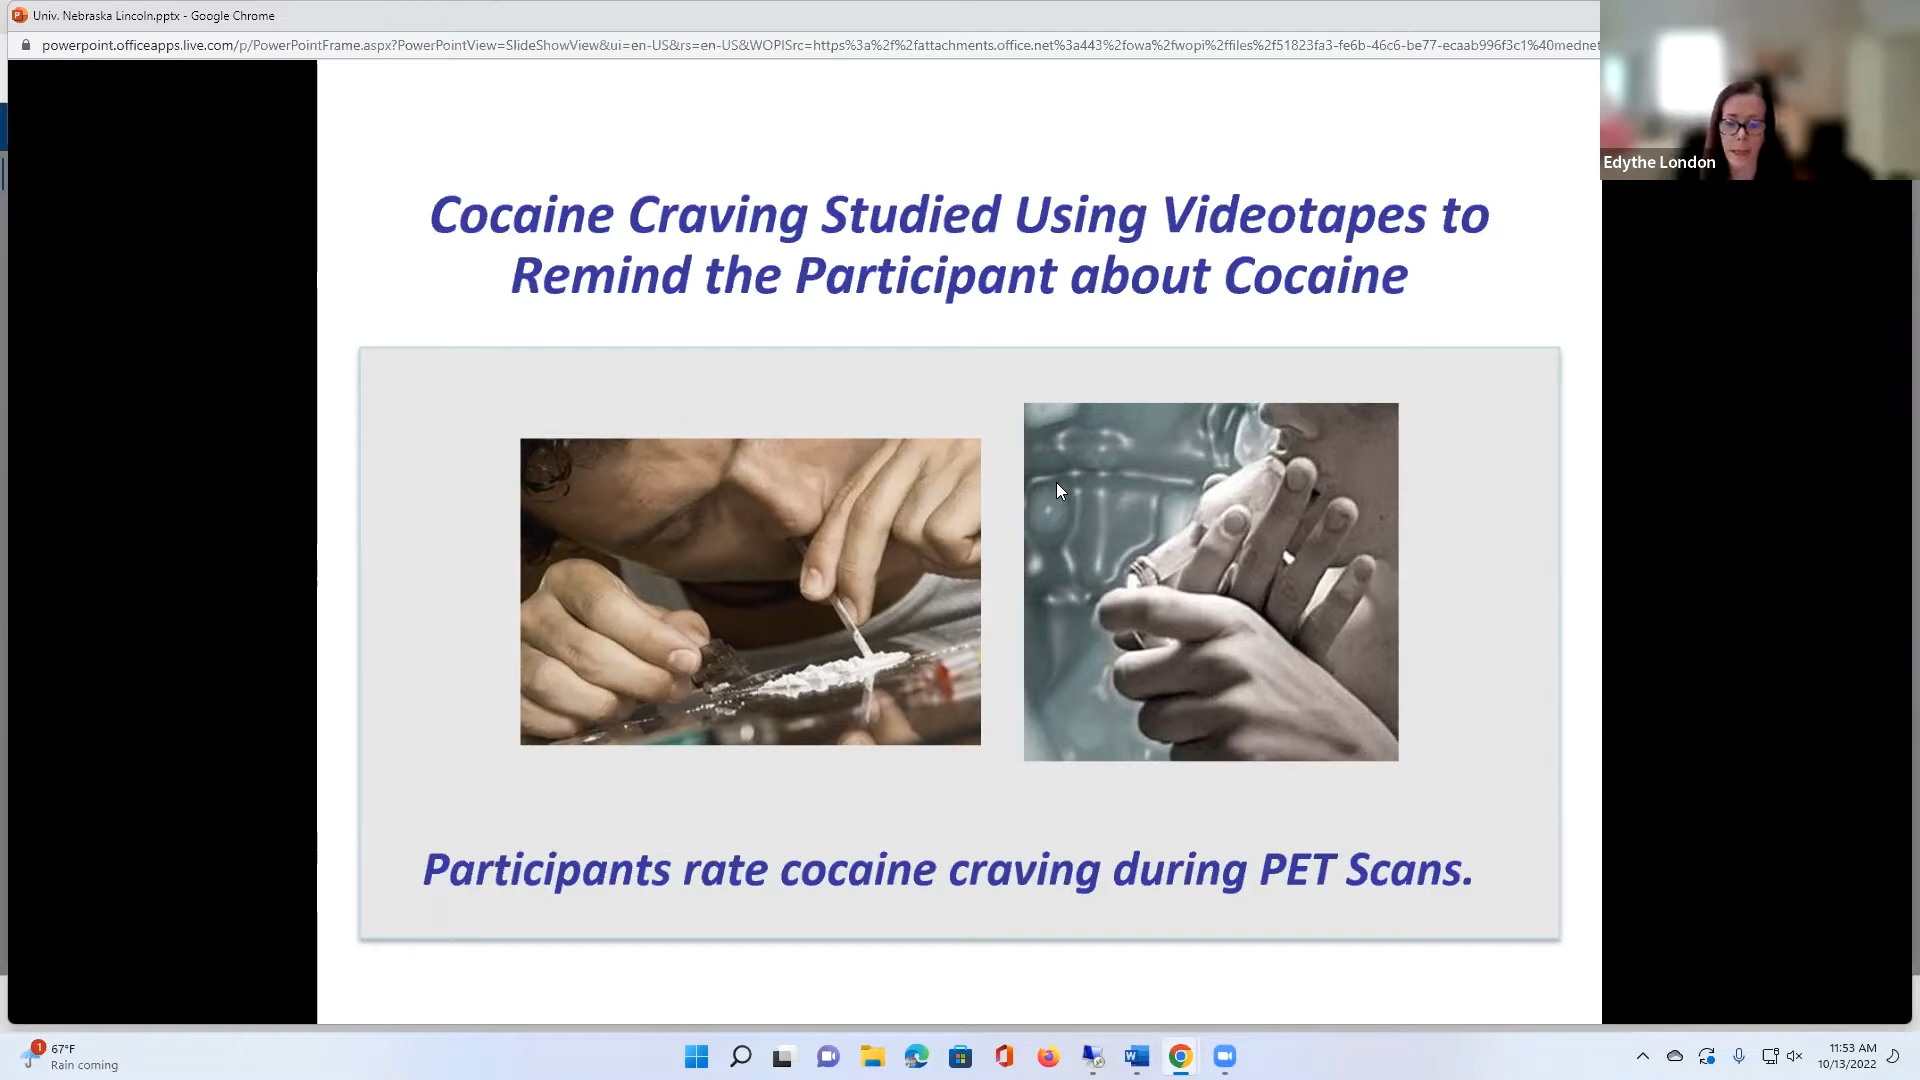 Univ. Nebraska Lincoln.pptx - Google Chrome
powerpoint.officeapps.live.com/p/PowerPointFrame.aspx?PowerPointView=SlideShowView&ui=en-US&rs=en-US&WOPISrc=https%3a%2f%2fattachments.office.net%3a443%2fowa%2fwopi%2ffiles%2f51823fa3-fe6b-46c6-be77-ecaab996f3c1%40mednet
Edythe London
Cocaine Craving Studied Using Videotapes to
Remind the Participant about Cocaine
Participants rate cocaine craving during PET Scans.
1
67°F
Rain coming
11:53 AM
10/13/2022